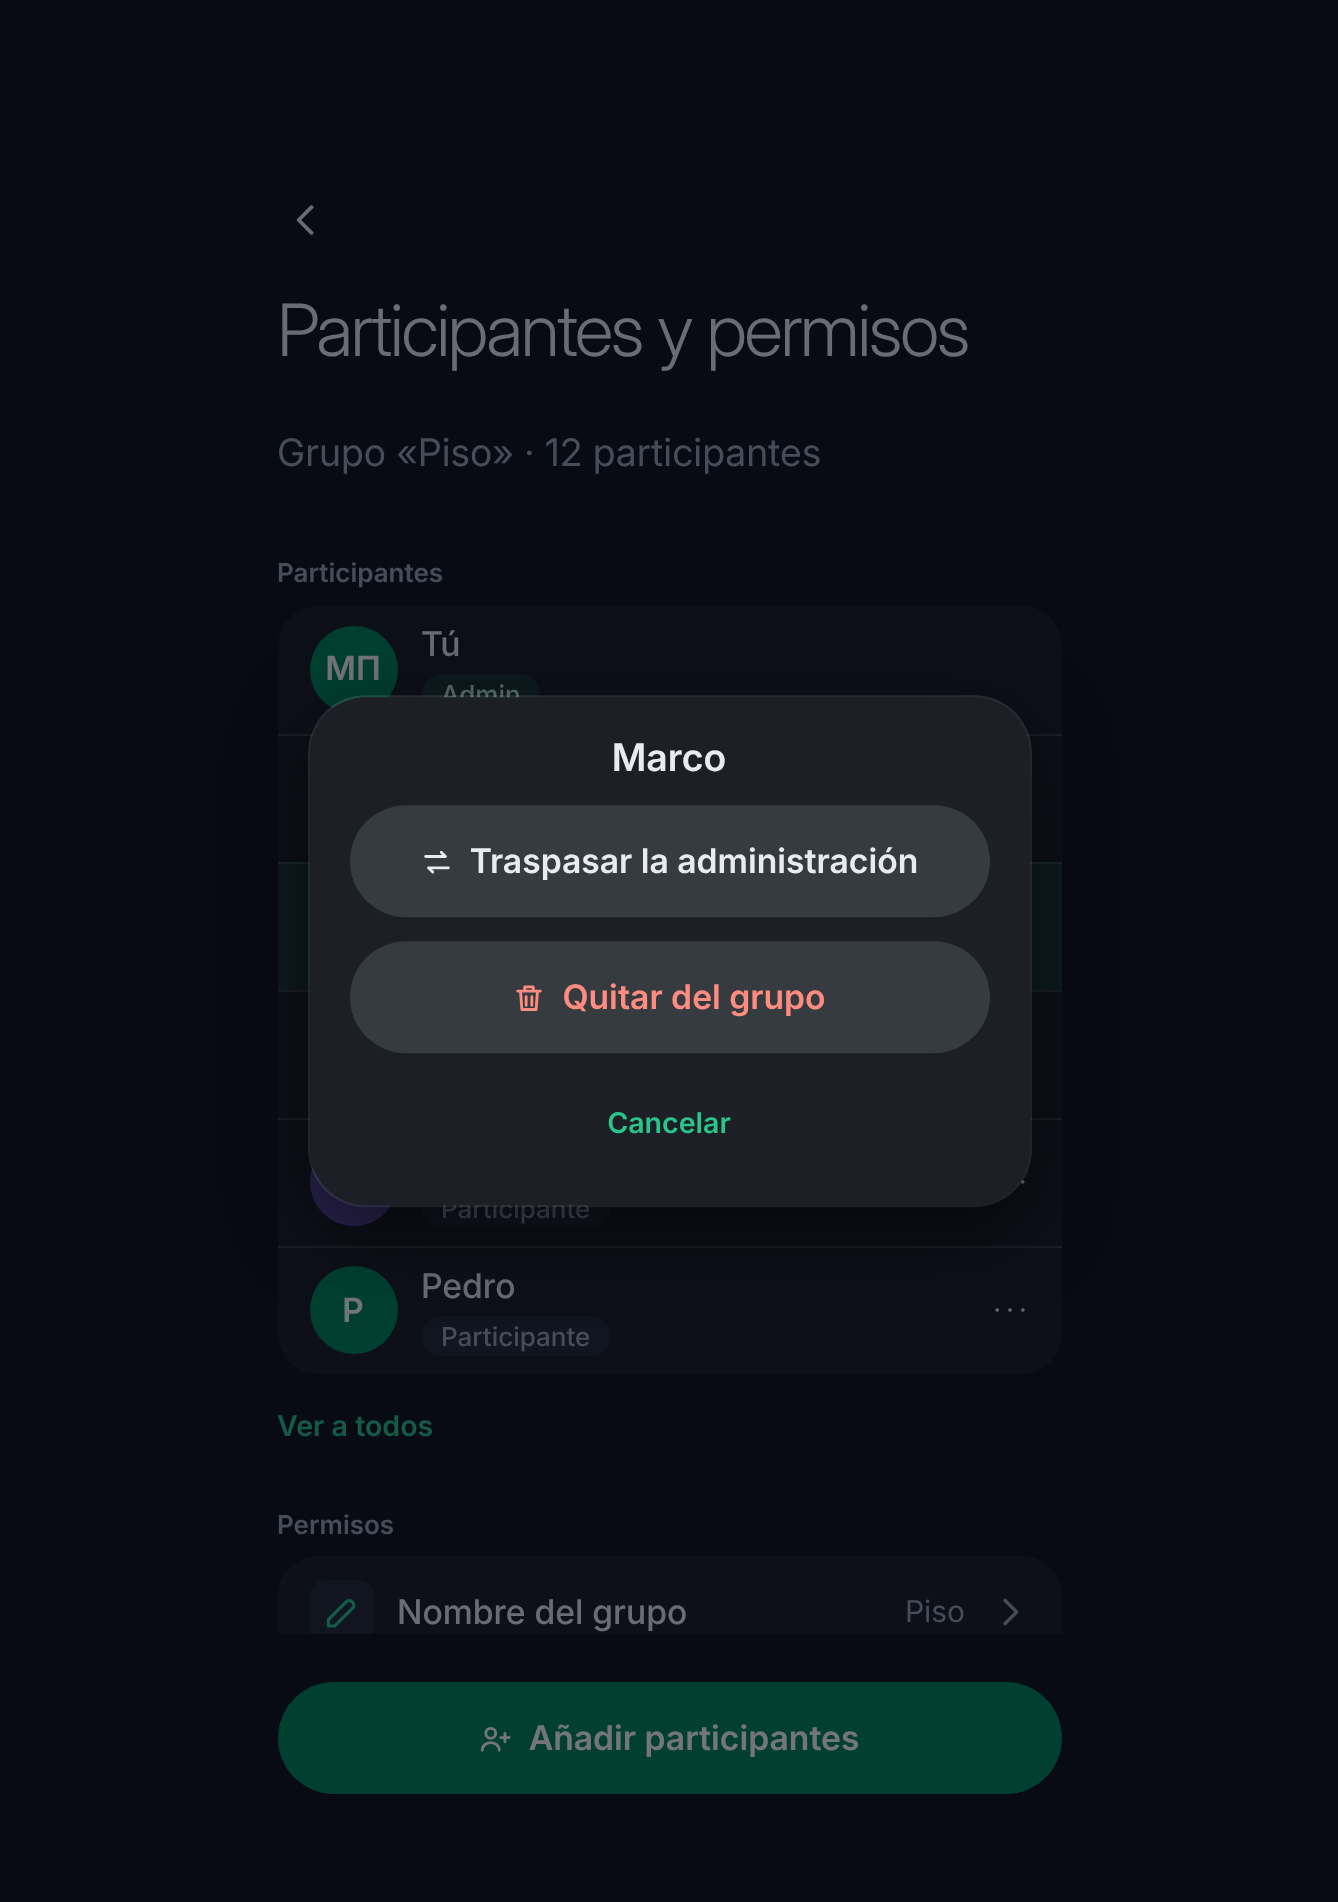 Participantes y permisos
Grupo «Piso» · 12 participantes
Participantes
МП
Tú
Admin
Marco
Traspasar la administración
Quitar del grupo
Cancelar
Participante
P
Pedro
Participante
Ver a todos
Permisos
Nombre del grupo
Piso
Añadir participantes